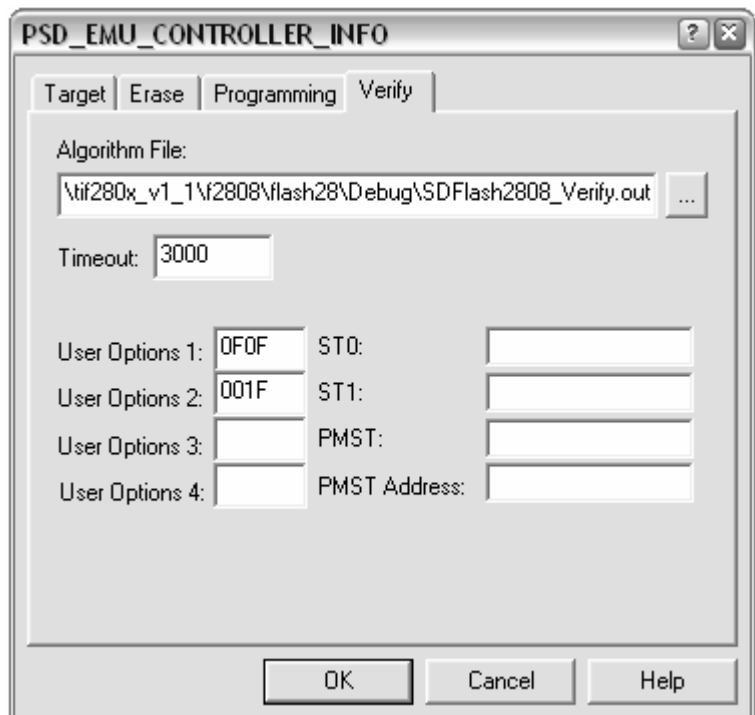 PSD_EMU_CONTROLLER_INFO
Target Erase Programming Verify
Algorithm File:
\tif280x_v1_1\f2808\flash28\Debug\SDFlash2808_Verify.out ...
Timeout: 3000
User Options 1: 0F0F ST0:
User Options 2: 001F ST1:
User Options 3: PMST:
User Options 4: PMST Address:
OK Cancel Help